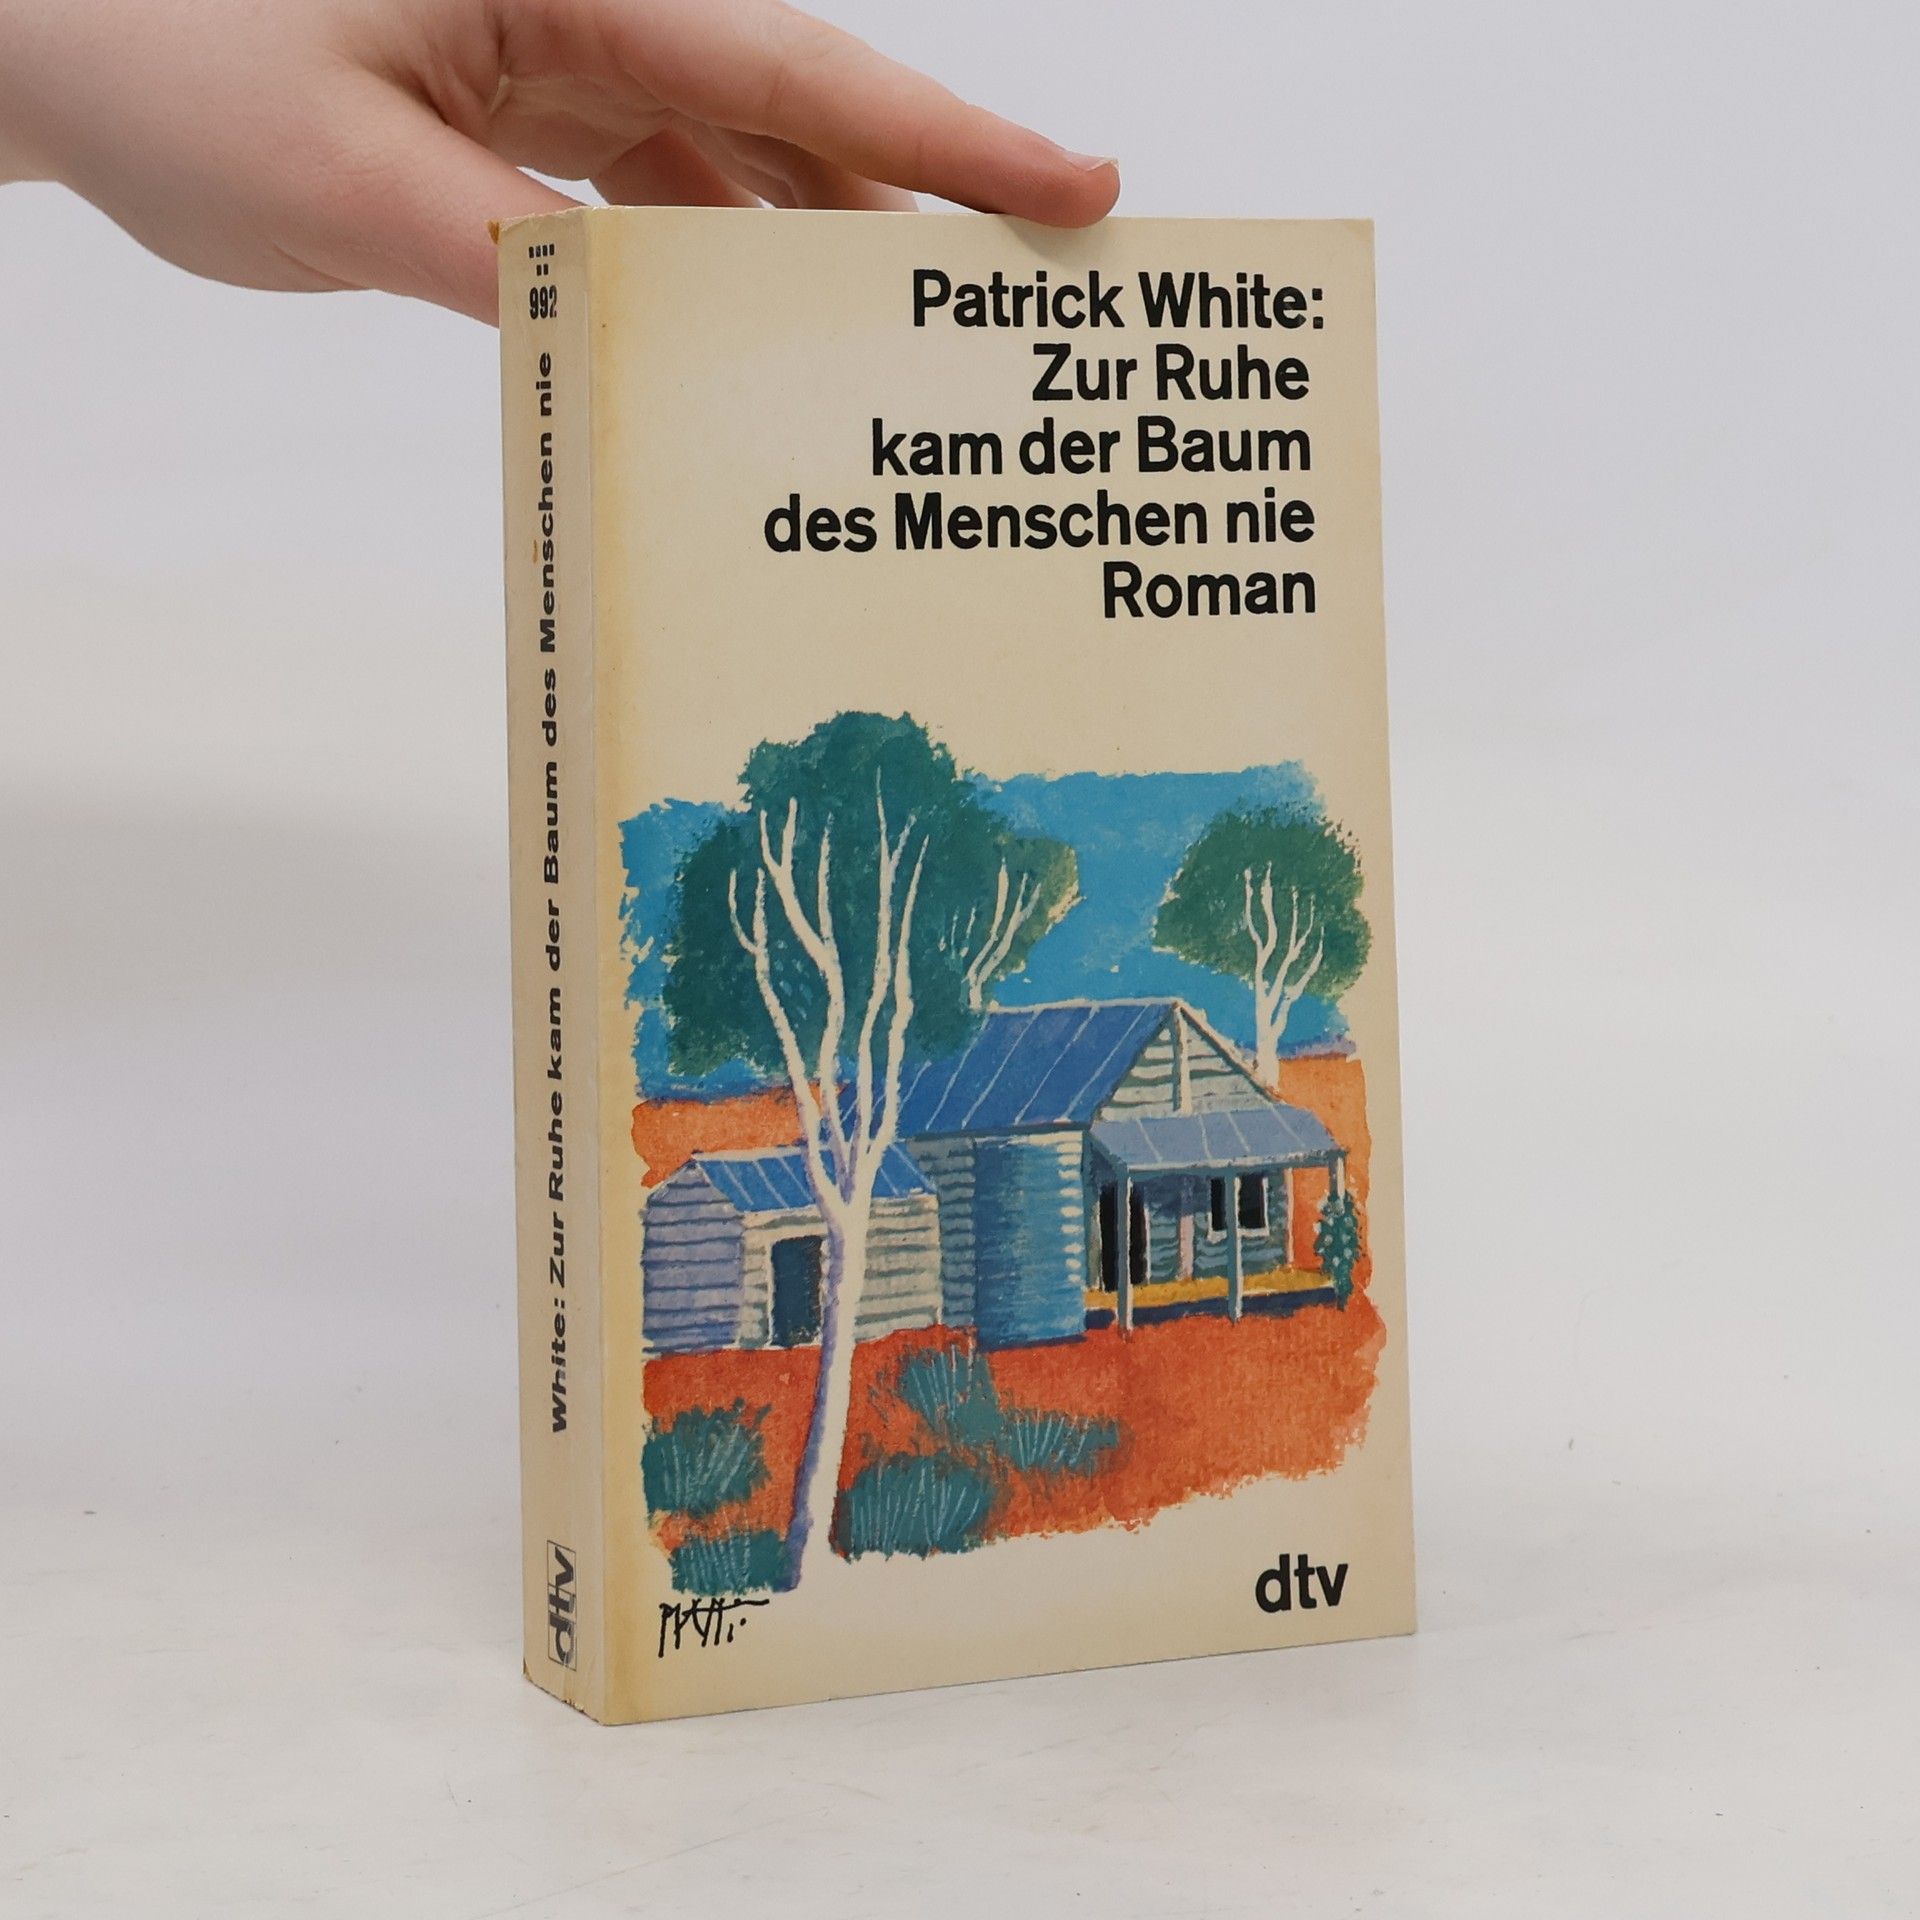 Patrick White:
Zur Ruhe
kam der Baum
des Menschen nie
Roman
dtv
White: Zur Ruhe kam der Baum des Menschen nie
992
dtv